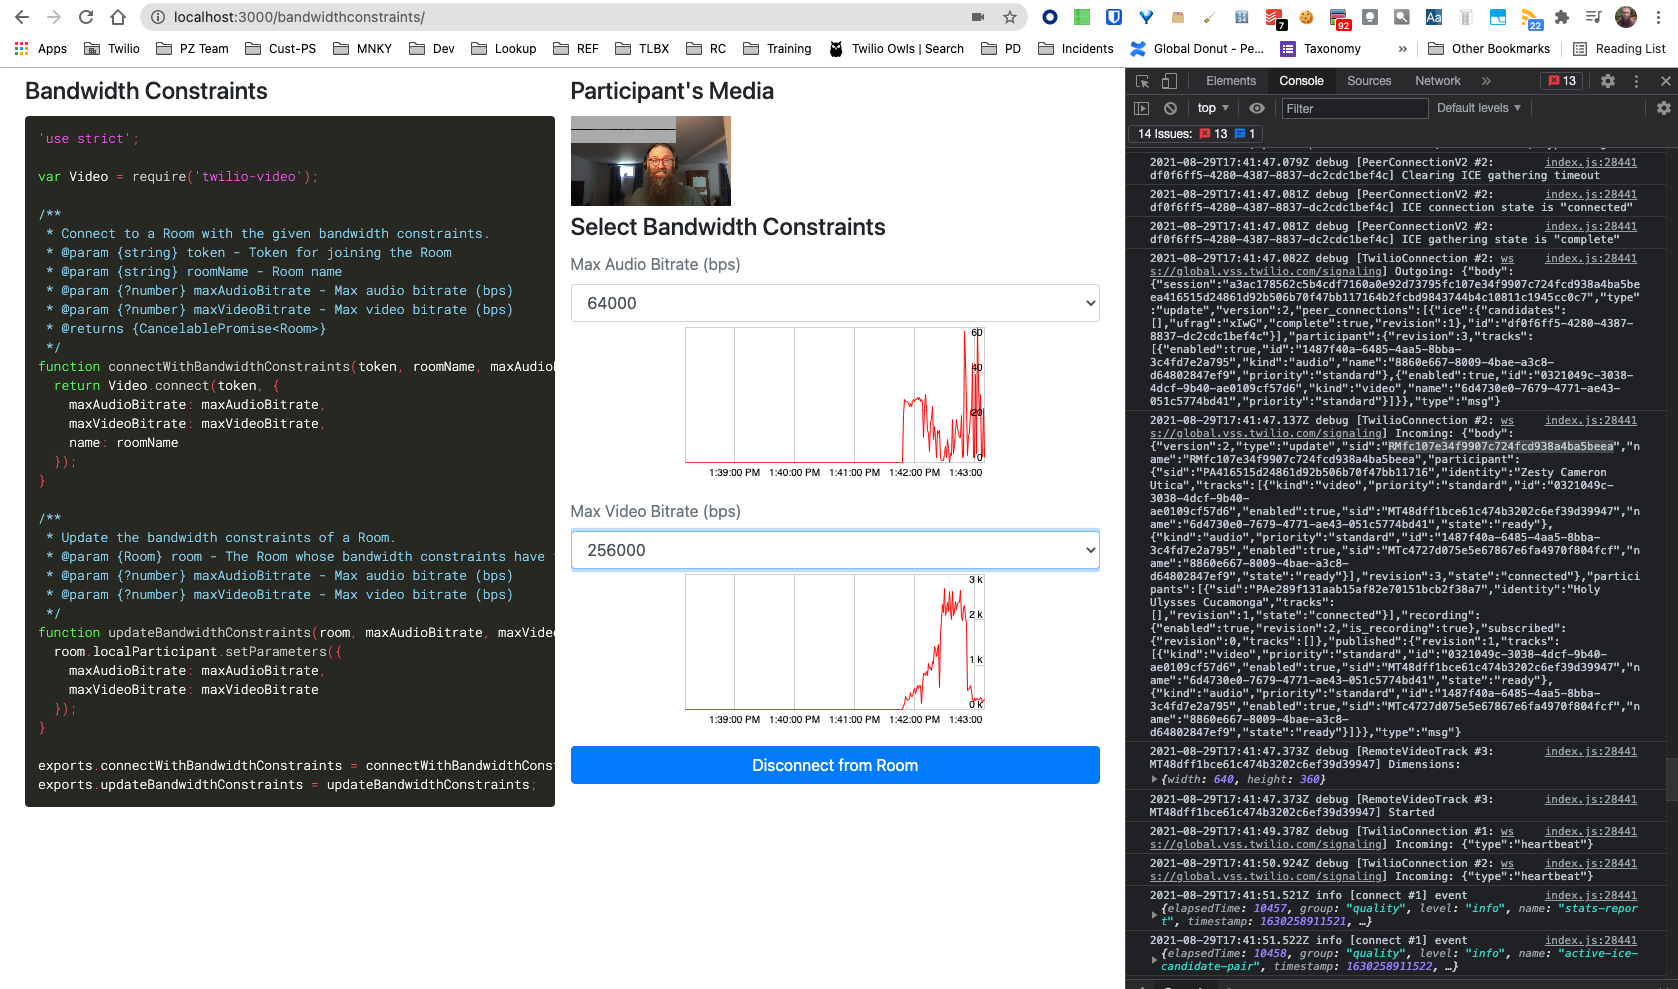 localhost:3000/bandwidthconstraints/
7
92
22
Apps
Twilio
PZ Team
Cust-PS
MNKY
Dev
Lookup
REF
TLBX
RC
Training
Twilio Owls | Search
PD
Incidents
Global Donut - Pe...
Taxonomy
»
Other Bookmarks
Reading List
Bandwidth Constraints
'use strict';
var Video = require('twilio-video');
/**
* Connect to a Room with the given bandwidth constraints.
* @param {string} token - Token for joining the Room
* @param {string} roomName - Room name
* @param {?number} maxAudioBitrate - Max audio bitrate (bps)
* @param {?number} maxVideoBitrate - Max video bitrate (bps)
* @returns {CancelablePromise<Room>}
*/
function connectWithBandwidthConstraints(token, roomName, maxAudio
return Video.connect(token, {
maxAudioBitrate: maxAudioBitrate,
maxVideoBitrate: maxVideoBitrate,
name: roomName
});
}
/**
* Update the bandwidth constraints of a Room.
* @param {Room} room - The Room whose bandwidth constraints have
* @param {?number} maxAudioBitrate - Max audio bitrate (bps)
* @param {?number} maxVideoBitrate - Max video bitrate (bps)
*/
function updateBandwidthConstraints(room, maxAudioBitrate, maxVide
room.localParticipant.setParameters({
maxAudioBitrate: maxAudioBitrate,
maxVideoBitrate: maxVideoBitrate
});
}
exports.connectWithBandwidthConstraints = connectWithBandwidthCons
exports.updateBandwidthConstraints = updateBandwidthConstraints;
Participant's Media
Select Bandwidth Constraints
Max Audio Bitrate (bps)
64000
60
40
20
0
1:39:00 PM 1:40:00 PM 1:41:00 PM 1:42:00 PM 1:43:00
Max Video Bitrate (bps)
256000
3 k
2 k
1 k
0 k
1:39:00 PM 1:40:00 PM 1:41:00 PM 1:42:00 PM 1:43:00
Disconnect from Room
Elements Console Sources Network » 13
top Filter Default levels
14 Issues: 13 1
2021-08-29T17:41:47.079Z debug [PeerConnectionV2 #2: index.js:28441
df0f6ff5-4280-4387-8837-dc2cdc1bef4c] Clearing ICE gathering timeout
2021-08-29T17:41:47.081Z debug [PeerConnectionV2 #2: index.js:28441
df0f6ff5-4280-4387-8837-dc2cdc1bef4c] ICE connection state is "connected"
2021-08-29T17:41:47.081Z debug [PeerConnectionV2 #2: index.js:28441
df0f6ff5-4280-4387-8837-dc2cdc1bef4c] ICE gathering state is "complete"
2021-08-29T17:41:47.082Z debug [TwilioConnection #2: ws index.js:28441
s://global.vss.twilio.com/signaling] Outgoing: {"body":
{"session":"a3ac178562c5b4cdf7160a0e92d73795fc107e34f9907c724fcd938a4ba5be
ea416515d24861d92b506b70f47bb117164b2fcbd9843744b4c10811c1945cc0c7","type"
:"update","version":2,"peer_connections":[{"ice":{"candidates":
[],"ufrag":"xIwG","complete":true,"revision":1},"id":"df0f6ff5-4280-4387-
8837-dc2cdc1bef4c"}],"participant":{"revision":3,"tracks":
[{"enabled":true,"id":"1487f40a-6485-4aa5-8bba-
3c4fd7e2a795","kind":"audio","name":"8860e667-8009-4bae-a3c8-
d64802847ef9","priority":"standard"},{"enabled":true,"id":"0321049c-3038-
4dcf-9b40-ae0109cf57d6","kind":"video","name":"6d4730e0-7679-4771-ae43-
051c5774bd41","priority":"standard"}]}},"type":"msg"}
2021-08-29T17:41:47.137Z debug [TwilioConnection #2: ws index.js:28441
s://global.vss.twilio.com/signaling] Incoming: {"body":
{"version":2,"type":"update","sid":"RMfc107e34f9907c724fcd938a4ba5beea","n
ame":"RMfc107e34f9907c724fcd938a4ba5beea","participant":
{"sid":"PA416515d24861d92b506b70f47bb11716","identity":"Zesty Cameron
Utica","tracks":[{"kind":"video","priority":"standard","id":"0321049c-
3038-4dcf-9b40-
ae0109cf57d6","enabled":true,"sid":"MT48dff1bce61c474b3202c6ef39d39947","n
ame":"6d4730e0-7679-4771-ae43-051c5774bd41","state":"ready"},
{"kind":"audio","priority":"standard","id":"1487f40a-6485-4aa5-8bba-
3c4fd7e2a795","enabled":true,"sid":"MTc4727d075e5e67867e6fa4970f804fcf","n
ame":"8860e667-8009-4bae-a3c8-
d64802847ef9","state":"ready"}],"revision":3,"state":"connected"},"partici
pants":[{"sid":"PAe289f131aab15af82e70151bcb2f38a7","identity":"Holy
Ulysses Cucamonga","tracks":
[],"revision":1,"state":"connected"}],"recording":
{"enabled":true,"revision":2,"is_recording":true},"subscribed":
{"revision":0,"tracks":[]},"published":{"revision":1,"tracks":
[{"kind":"video","priority":"standard","id":"0321049c-3038-4dcf-9b40-
ae0109cf57d6","enabled":true,"sid":"MT48dff1bce61c474b3202c6ef39d39947","n
ame":"6d4730e0-7679-4771-ae43-051c5774bd41","state":"ready"},
{"kind":"audio","priority":"standard","id":"1487f40a-6485-4aa5-8bba-
3c4fd7e2a795","enabled":true,"sid":"MTc4727d075e5e67867e6fa4970f804fcf","n
ame":"8860e667-8009-4bae-a3c8-
d64802847ef9","state":"ready"}]}},"type":"msg"}
2021-08-29T17:41:47.373Z debug [RemoteVideoTrack #3: index.js:28441
MT48dff1bce61c474b3202c6ef39d39947] Dimensions:
{width: 640, height: 360}
2021-08-29T17:41:47.373Z debug [RemoteVideoTrack #3: index.js:28441
MT48dff1bce61c474b3202c6ef39d39947] Started
2021-08-29T17:41:49.378Z debug [TwilioConnection #1: ws index.js:28441
s://global.vss.twilio.com/signaling] Incoming: {"type":"heartbeat"}
2021-08-29T17:41:50.924Z debug [TwilioConnection #2: ws index.js:28441
s://global.vss.twilio.com/signaling] Incoming: {"type":"heartbeat"}
2021-08-29T17:41:51.521Z info [connect #1] event index.js:28441
{elapsedTime: 10457, group: "quality", level: "info", name: "stats-repor
t", timestamp: 1630258911521, …}
2021-08-29T17:41:51.522Z info [connect #1] event index.js:28441
{elapsedTime: 10458, group: "quality", level: "info", name: "active-ice-
candidate-pair", timestamp: 1630258911522, …}